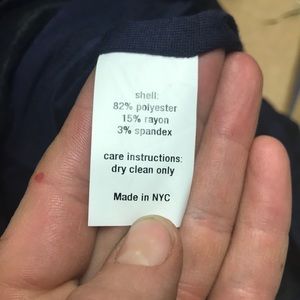 shell:
82% polyester
15% rayon
3% spandex
care instructions:
dry clean only
Made in NYC